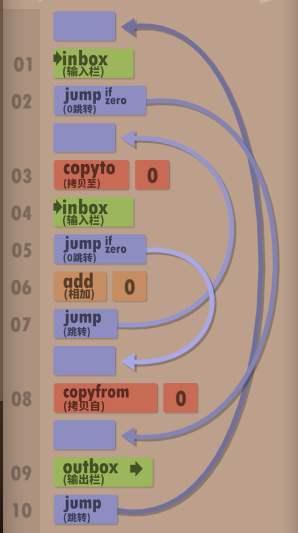 01 inbox
(输入栏)
02 jump if zero
(0跳转)
03 copyto 0
(拷贝至)
04 inbox
(输入栏)
05 jump if zero
(0跳转)
06 add 0
(相加)
07 jump
(跳转)
08 copyfrom 0
(拷贝自)
09 outbox
(输出栏)
10 jump
(跳转)